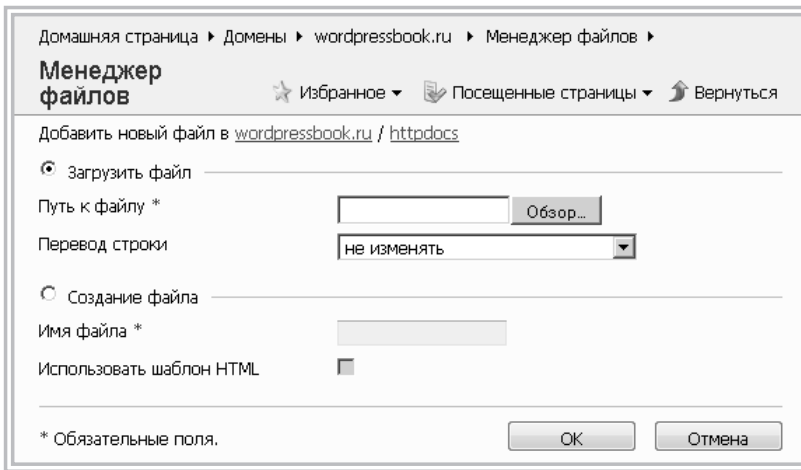 Домашняя страница ▸ Домены ▸ wordpressbook.ru ▸ Менеджер файлов ▸
Менеджер
файлов
Избранное ▾ Посещенные страницы ▾ Вернуться
Добавить новый файл в wordpressbook.ru / httpdocs
Загрузить файл
Путь к файлу * Обзор...
Перевод строки не изменять
Создание файла
Имя файла *
Использовать шаблон HTML
* Обязательные поля. OK Отмена